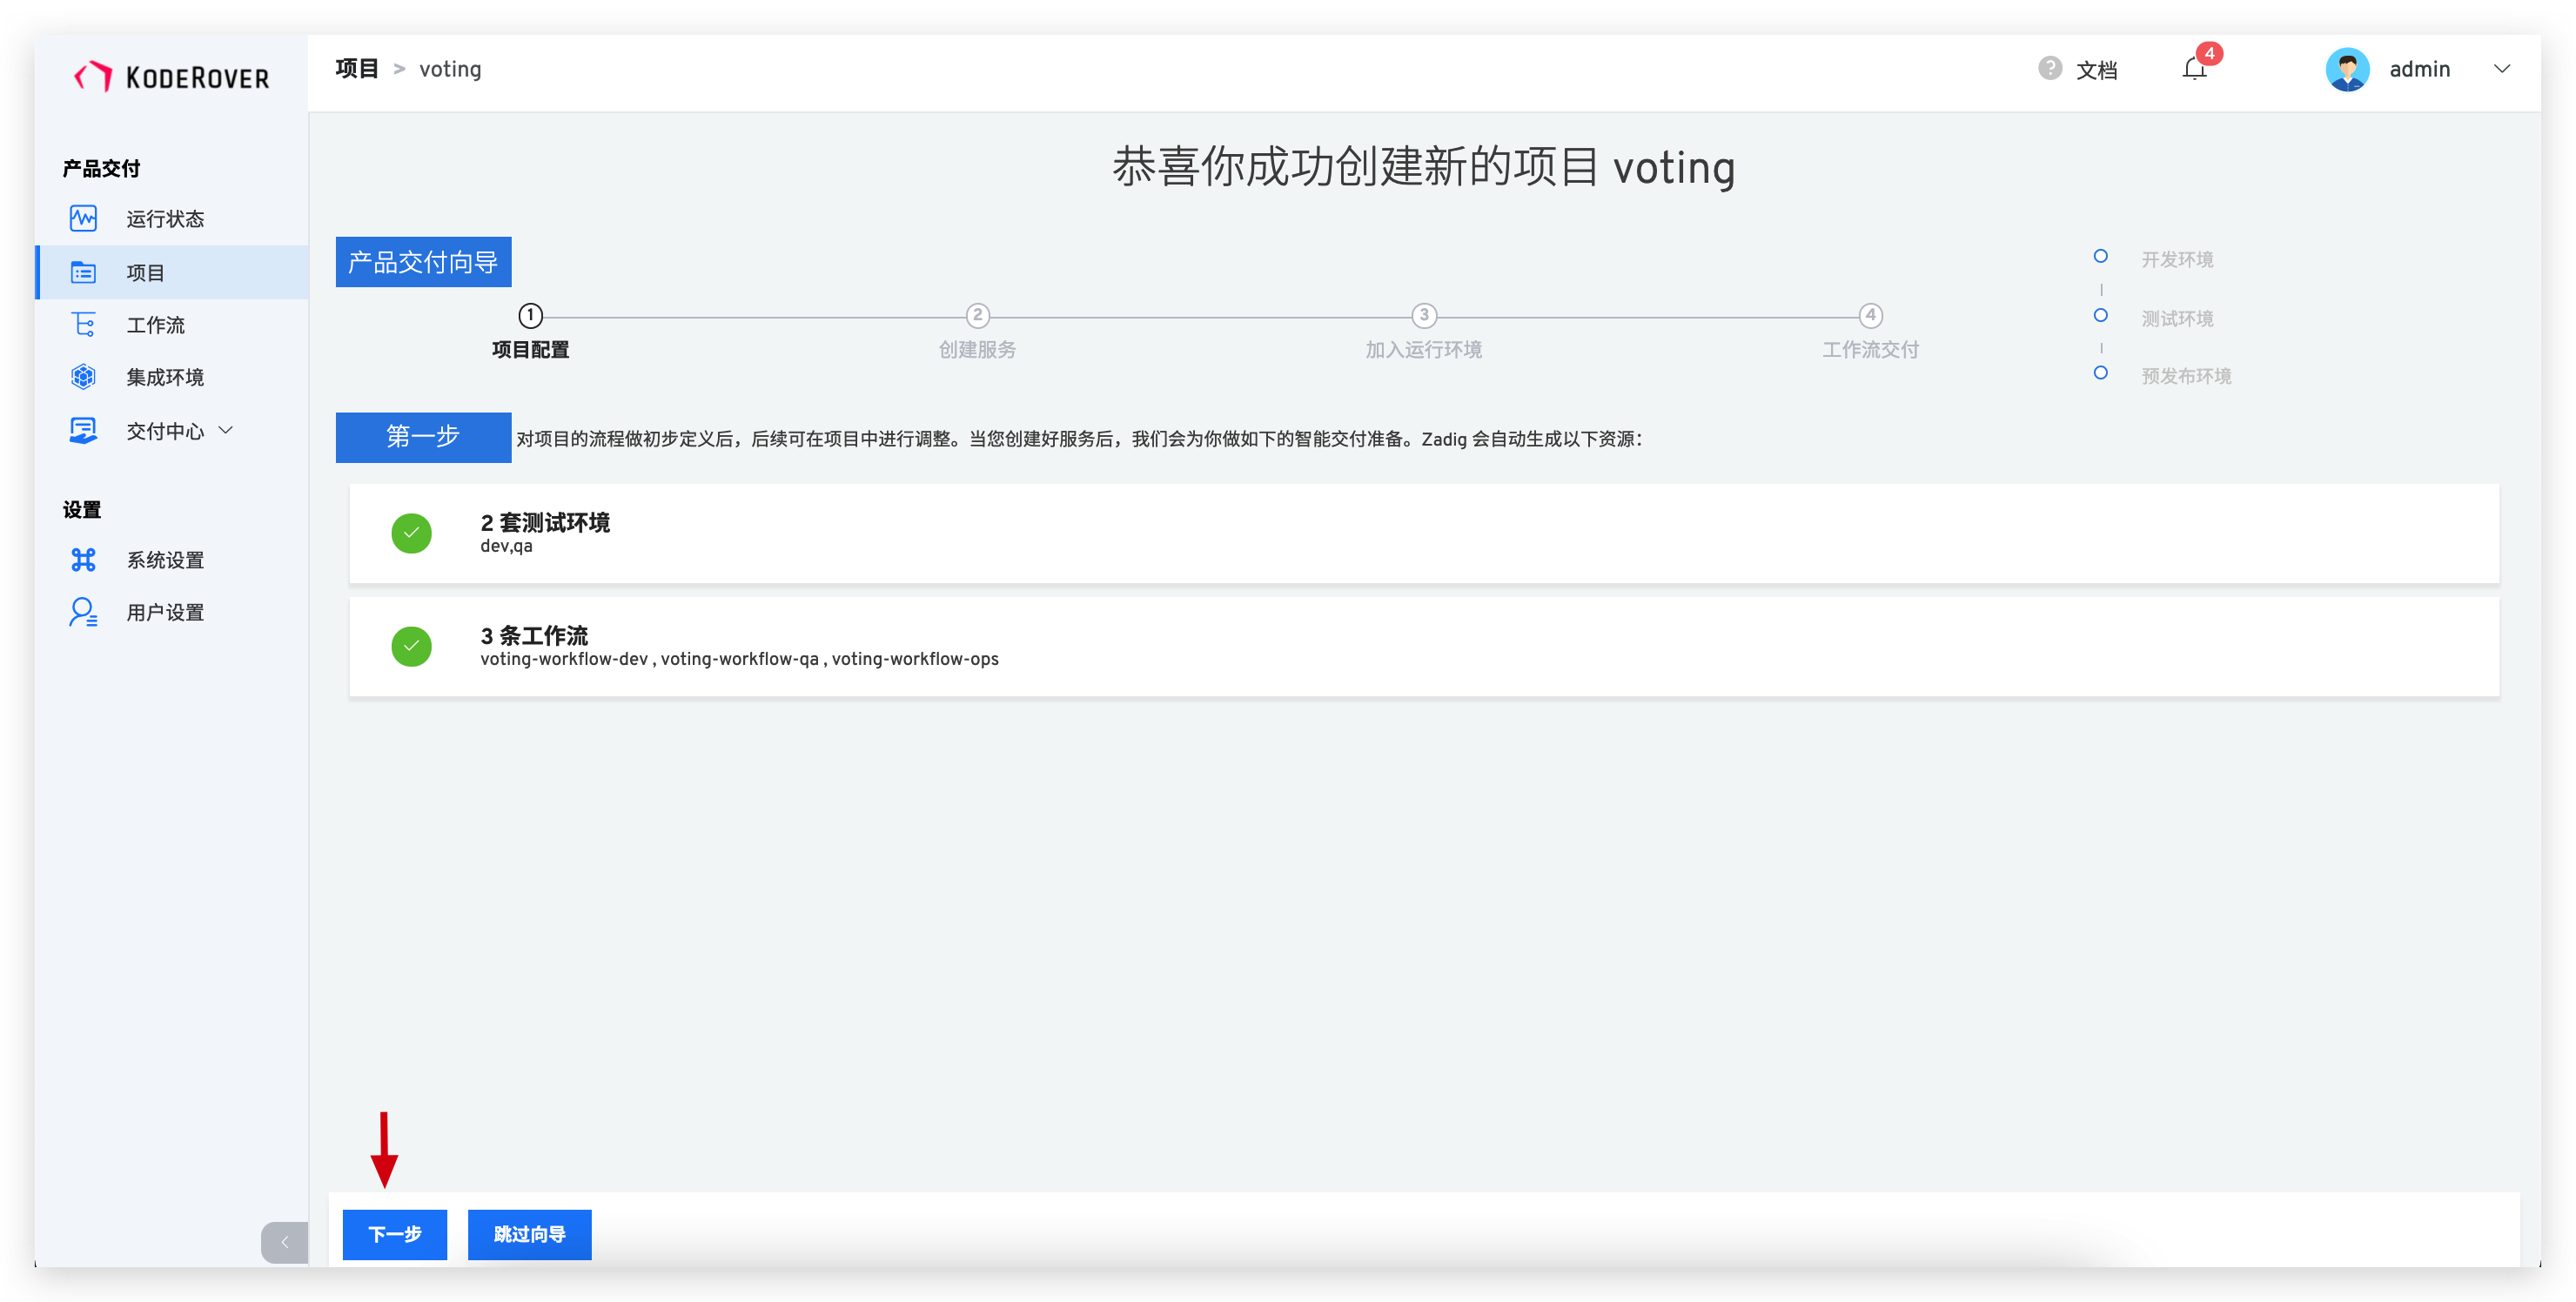 KODEROVER
项目 > voting
? 文档
4
admin
产品交付
运行状态
项目
工作流
集成环境
交付中心
设置
系统设置
用户设置
恭喜你成功创建新的项目 voting
产品交付向导
1
项目配置
2
创建服务
3
加入运行环境
4
工作流交付
开发环境
测试环境
预发布环境
第一步
对项目的流程做初步定义后，后续可在项目中进行调整。当您创建好服务后，我们会为你做如下的智能交付准备。Zadig 会自动生成以下资源：
2 套测试环境
dev,qa
3 条工作流
voting-workflow-dev , voting-workflow-qa , voting-workflow-ops
下一步
跳过向导